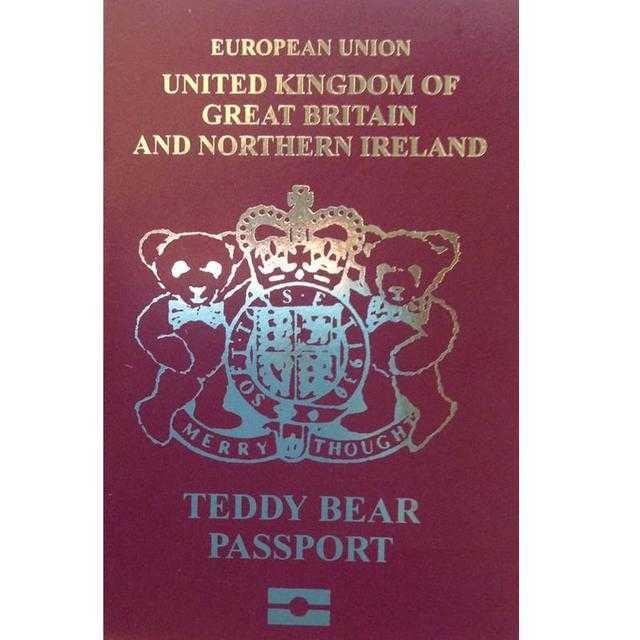 EUROPEAN UNION
UNITED KINGDOM OF
GREAT BRITAIN
AND NORTHERN IRELAND
MERRY THOUGHT
TEDDY BEAR
PASSPORT